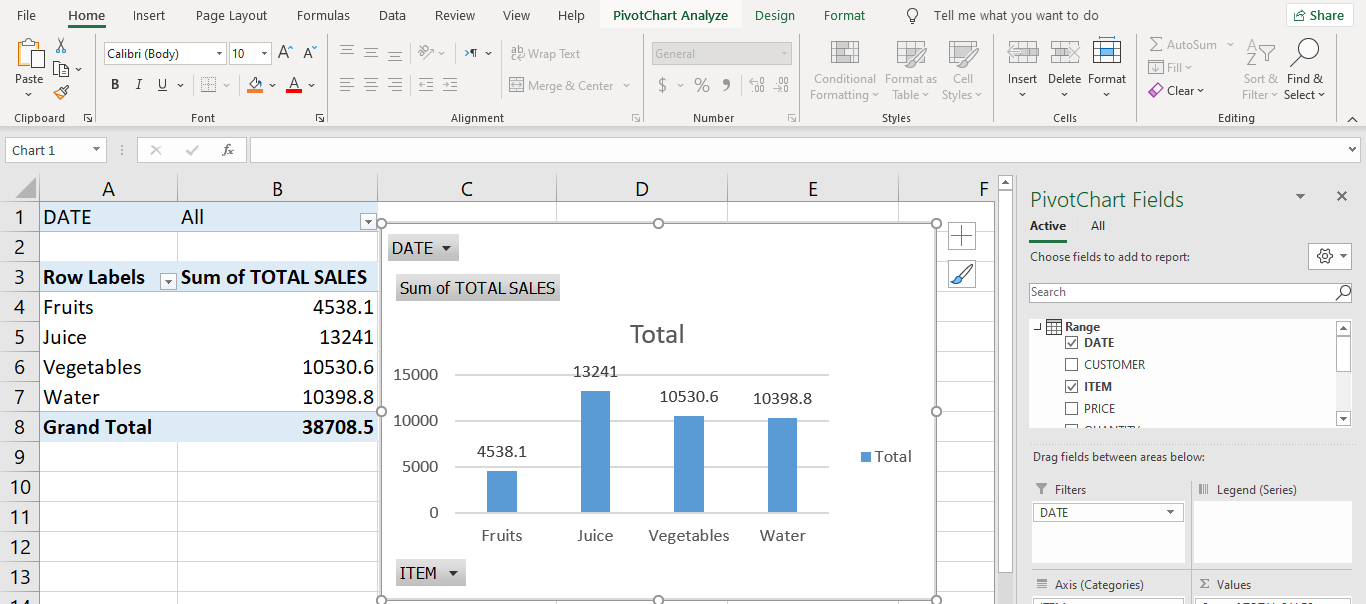 File Home Insert Page Layout Formulas Data Review View Help PivotChart Analyze Design Format Tell me what you want to do Share
Calibri (Body) 10 A A Wrap Text General AutoSum
Paste Conditional Format as Cell Insert Delete Format Fill Sort & Find &
B I U A Merge & Center $ % Formatting Table Styles Clear Filter Select
Clipboard Font Alignment Number Styles Cells Editing
Chart 1 fx
A B C D E F
1 DATE All
2
3 Row Labels Sum of TOTAL SALES
4 Fruits 4538.1
5 Juice 13241
6 Vegetables 10530.6
7 Water 10398.8
8 Grand Total 38708.5
9
10
11
12
13
DATE
Sum of TOTAL SALES
Total
15000
10000
5000
0
4538.1 13241 10530.6 10398.8
Fruits Juice Vegetables Water
Total
ITEM
PivotChart Fields
Active All
Choose fields to add to report:
Search
Range
DATE
CUSTOMER
ITEM
PRICE
Drag fields between areas below:
Filters Legend (Series)
DATE
Axis (Categories) Σ Values